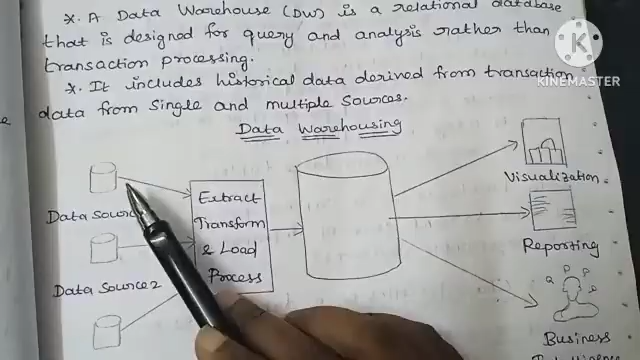 *. A Data Warehouse (DW) is a relational database
that is designed for query and analysis rather than
transaction processing.
*. It includes historical data derived from transaction
data from Single and multiple Sources.
Data Warehousing
Data Sour
Data Source 2
Extract
Transform
& Load
Process
Visualization
Reporting
Business
KINEMASTER